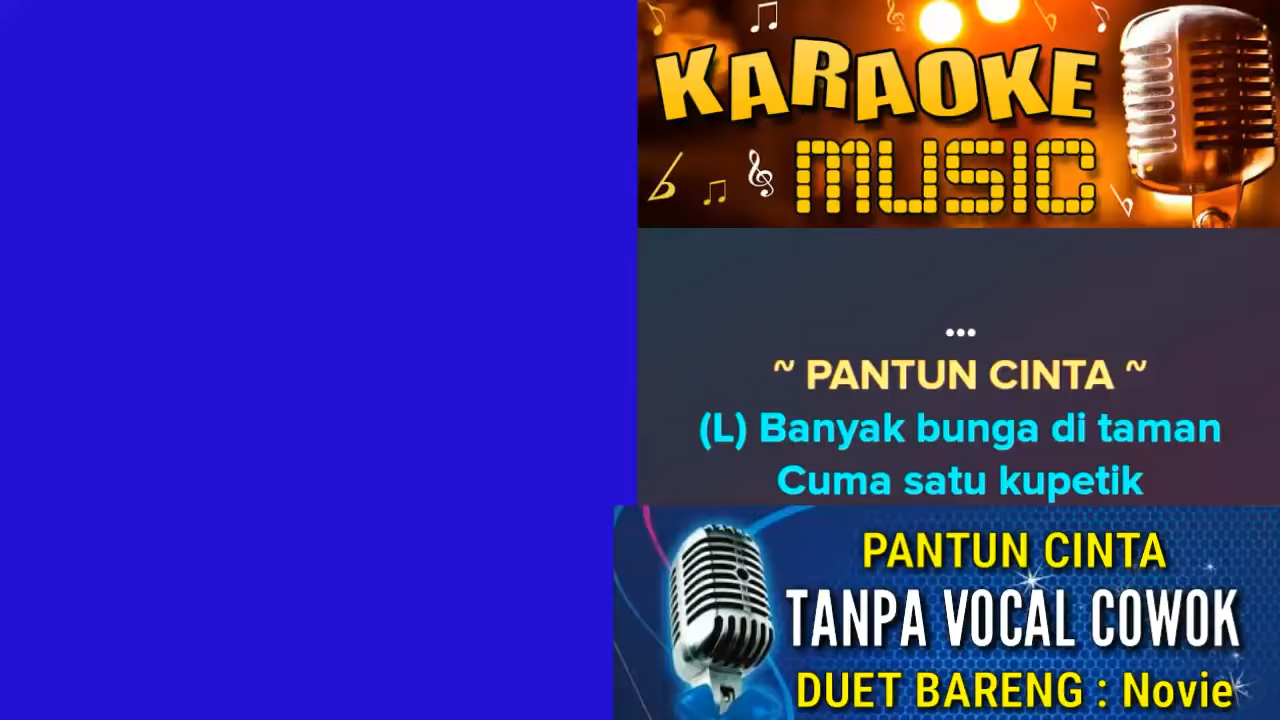 KARAOKE
MUSIC
...
~ PANTUN CINTA ~
(L) Banyak bunga di taman
Cuma satu kupetik
PANTUN CINTA
TANPA VOCAL COWOK
DUET BARENG : Novie